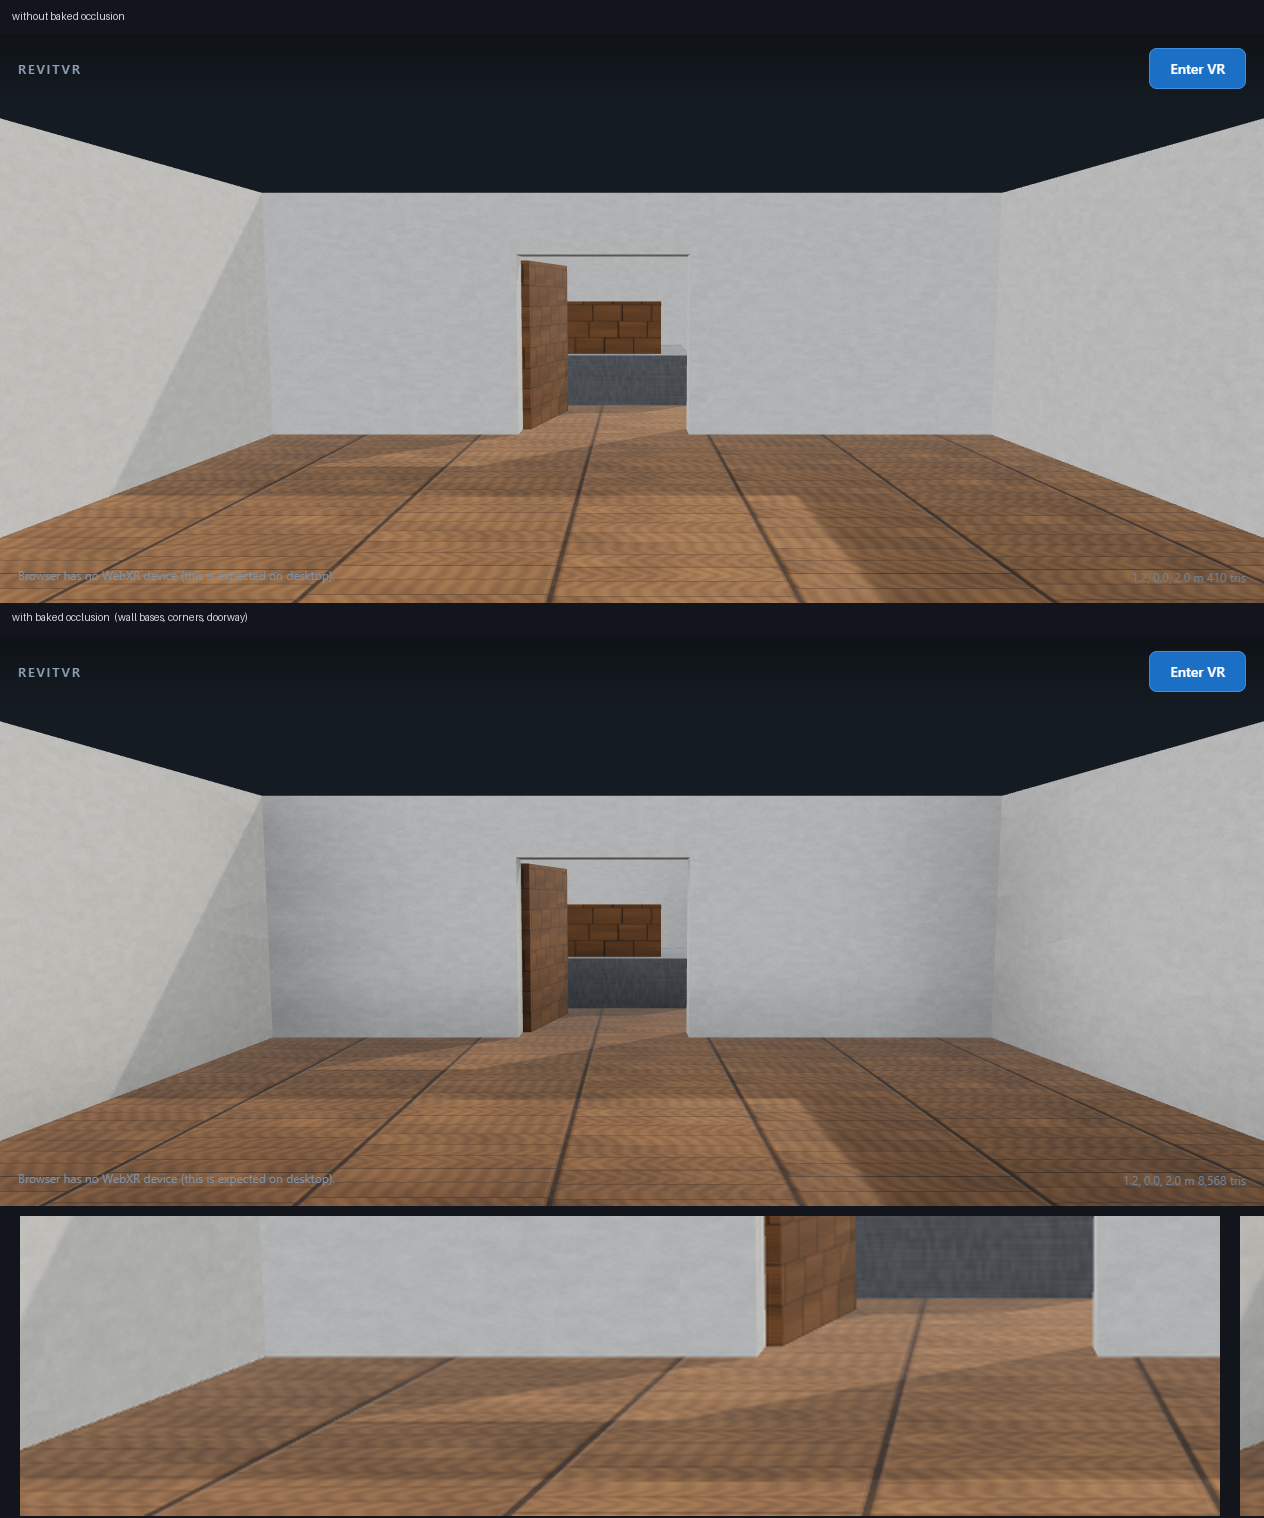 without baked occlusion
REVITVR
Enter VR
Browser has no WebXR device (this is expected on desktop).
1.2, 0.0, 2.0 m 410 tris
with baked occlusion (wall bases, corners, doorway)
REVITVR
Enter VR
Browser has no WebXR device (this is expected on desktop).
1.2, 0.0, 2.0 m 8,568 tris